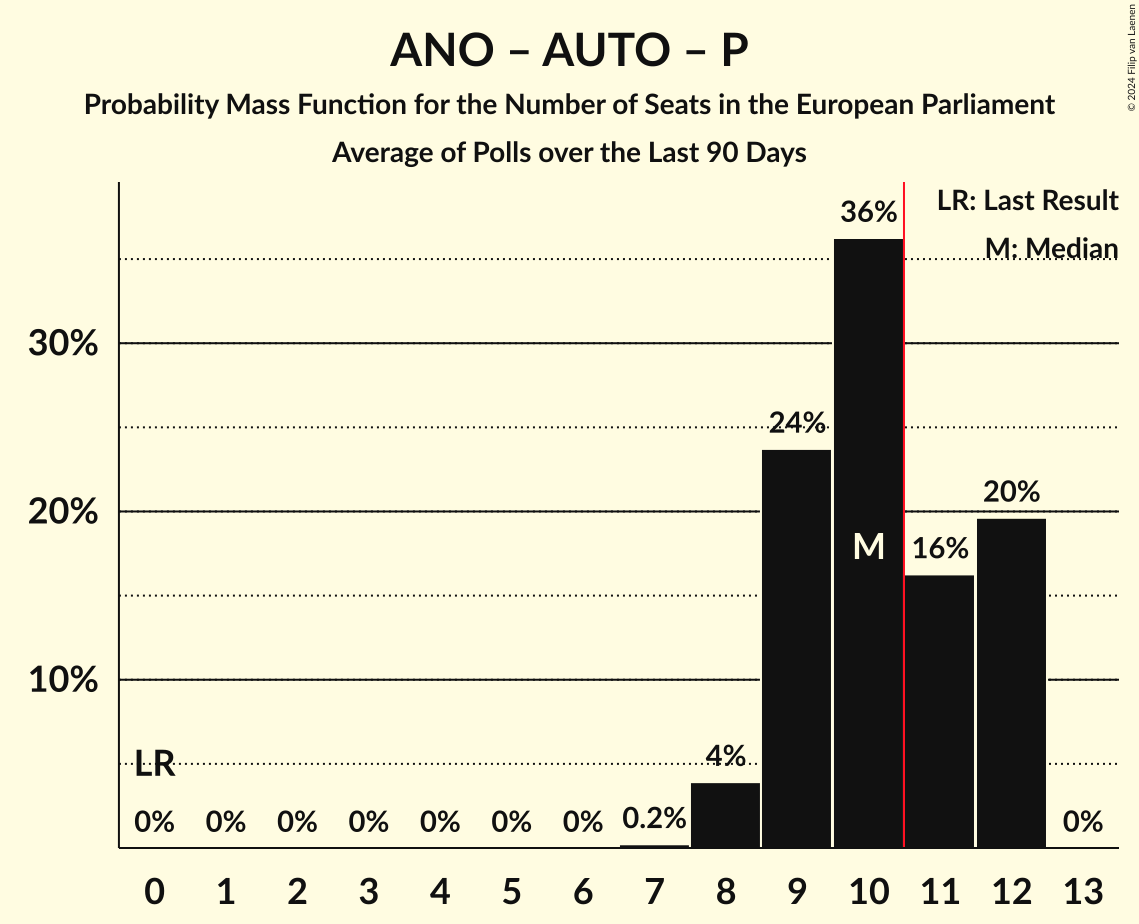 ANO – AUTO – P
Probability Mass Function for the Number of Seats in the European Parliament
Average of Polls over the Last 90 Days
© 2024 Filip van Laenen
LR: Last Result
M: Median
36%
30%
24%
20%
20%
M
16%
10%
LR
4%
0% 0% 0% 0% 0% 0% 0% 0.2% 0%
0 1 2 3 4 5 6 7 8 9 10 11 12 13